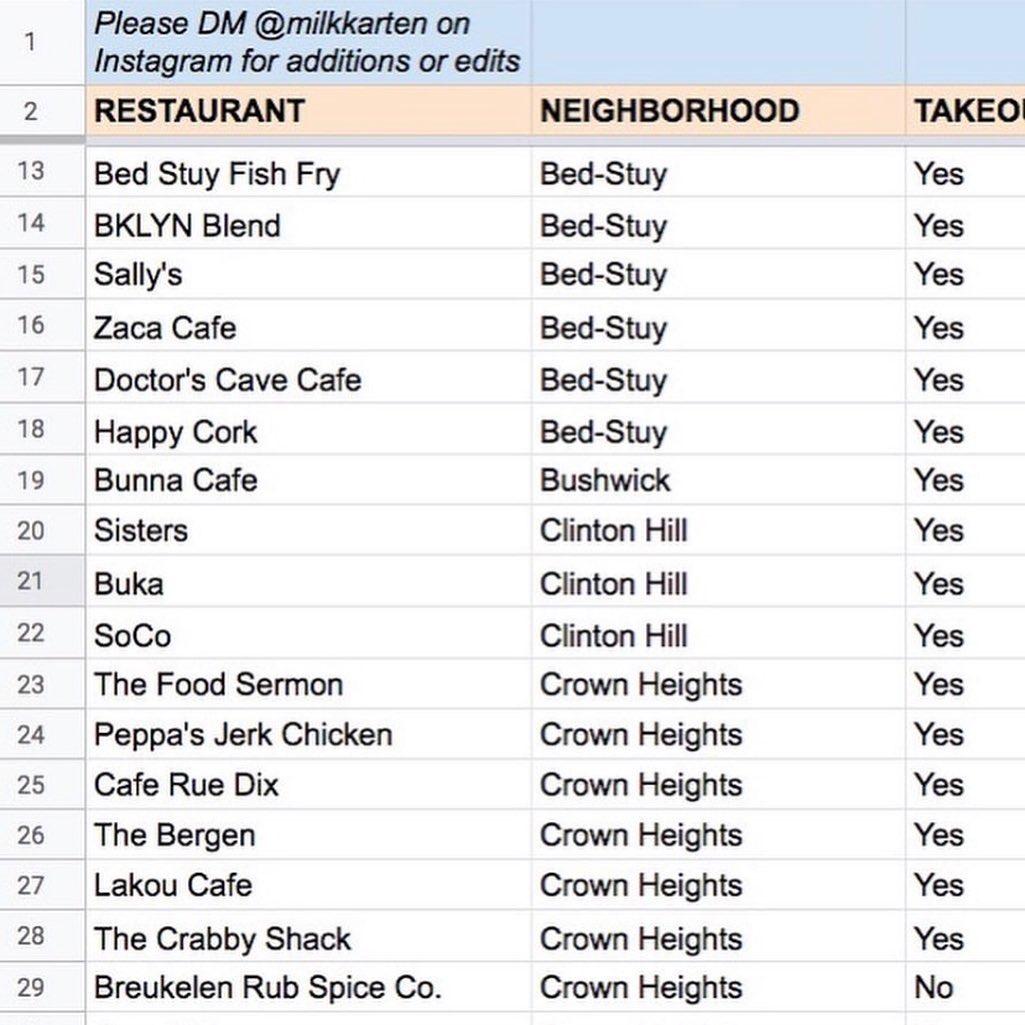 1 Please DM @milkkarten on
Instagram for additions or edits
2 RESTAURANT NEIGHBORHOOD
13 Bed Stuy Fish Fry Bed-Stuy Yes
14 BKLYN Blend Bed-Stuy Yes
15 Sally's Bed-Stuy Yes
16 Zaca Cafe Bed-Stuy Yes
17 Doctor's Cave Cafe Bed-Stuy Yes
18 Happy Cork Bed-Stuy Yes
19 Bunna Cafe Bushwick Yes
20 Sisters Clinton Hill Yes
21 Buka Clinton Hill Yes
22 SoCo Clinton Hill Yes
23 The Food Sermon Crown Heights Yes
24 Peppa's Jerk Chicken Crown Heights Yes
25 Cafe Rue Dix Crown Heights Yes
26 The Bergen Crown Heights Yes
27 Lakou Cafe Crown Heights Yes
28 The Crabby Shack Crown Heights Yes
29 Breukelen Rub Spice Co. Crown Heights No